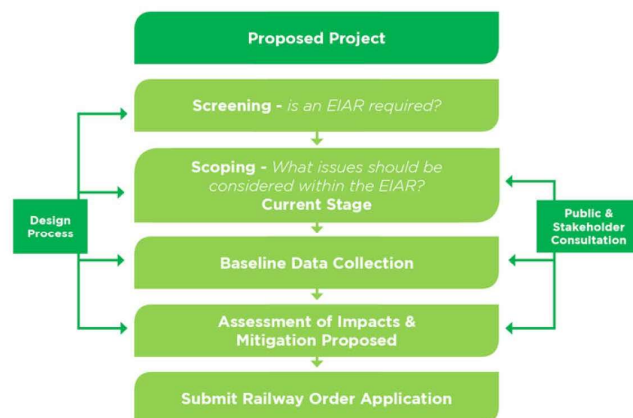 Proposed Project
Screening - is an EIAR required?
Scoping - What issues should be
considered within the EIAR?
Current Stage
Design
Process
Public &
Stakeholder
Consultation
Baseline Data Collection
Assessment of Impacts &
Mitigation Proposed
Submit Railway Order Application